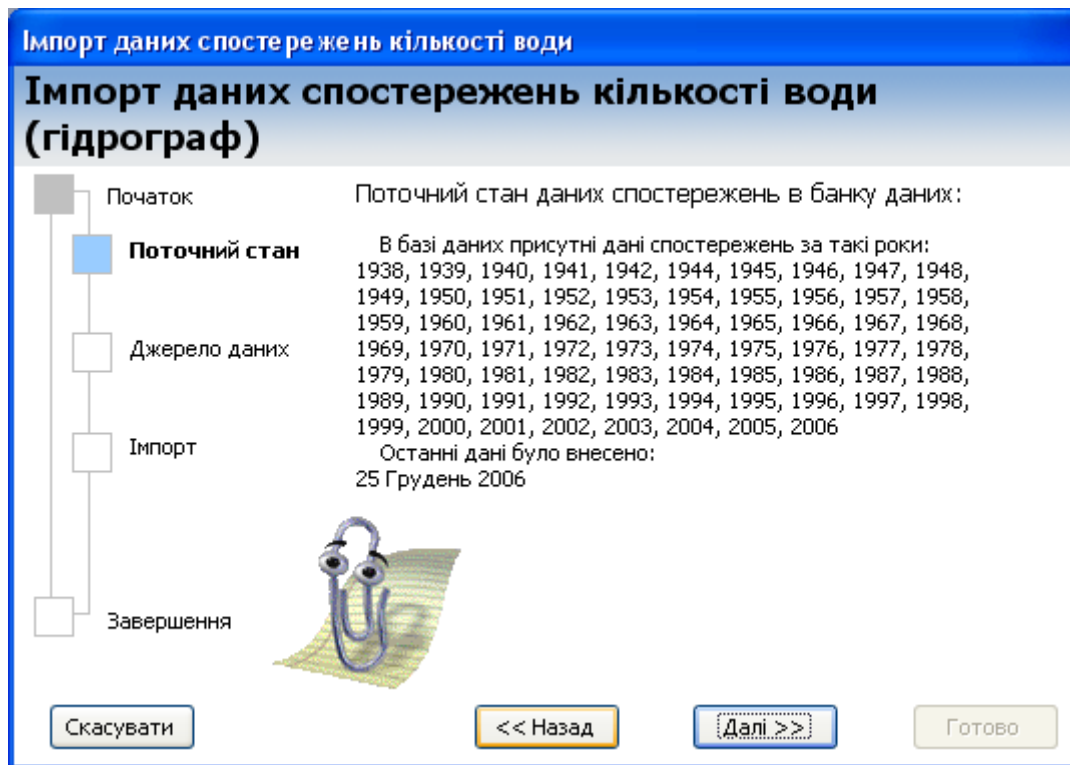 Імпорт даних спостережень кількості води
Імпорт даних спостережень кількості води
(гідрограф)
Початок
Поточний стан
Джерело даних
Імпорт
Завершення
Поточний стан даних спостережень в банку даних:
В базі даних присутні дані спостережень за такі роки:
1938, 1939, 1940, 1941, 1942, 1944, 1945, 1946, 1947, 1948,
1949, 1950, 1951, 1952, 1953, 1954, 1955, 1956, 1957, 1958,
1959, 1960, 1961, 1962, 1963, 1964, 1965, 1966, 1967, 1968,
1969, 1970, 1971, 1972, 1973, 1974, 1975, 1976, 1977, 1978,
1979, 1980, 1981, 1982, 1983, 1984, 1985, 1986, 1987, 1988,
1989, 1990, 1991, 1992, 1993, 1994, 1995, 1996, 1997, 1998,
1999, 2000, 2001, 2002, 2003, 2004, 2005, 2006
Останні дані було внесено:
25 Грудень 2006
Скасувати
<< Назад
Далі >>
Готово